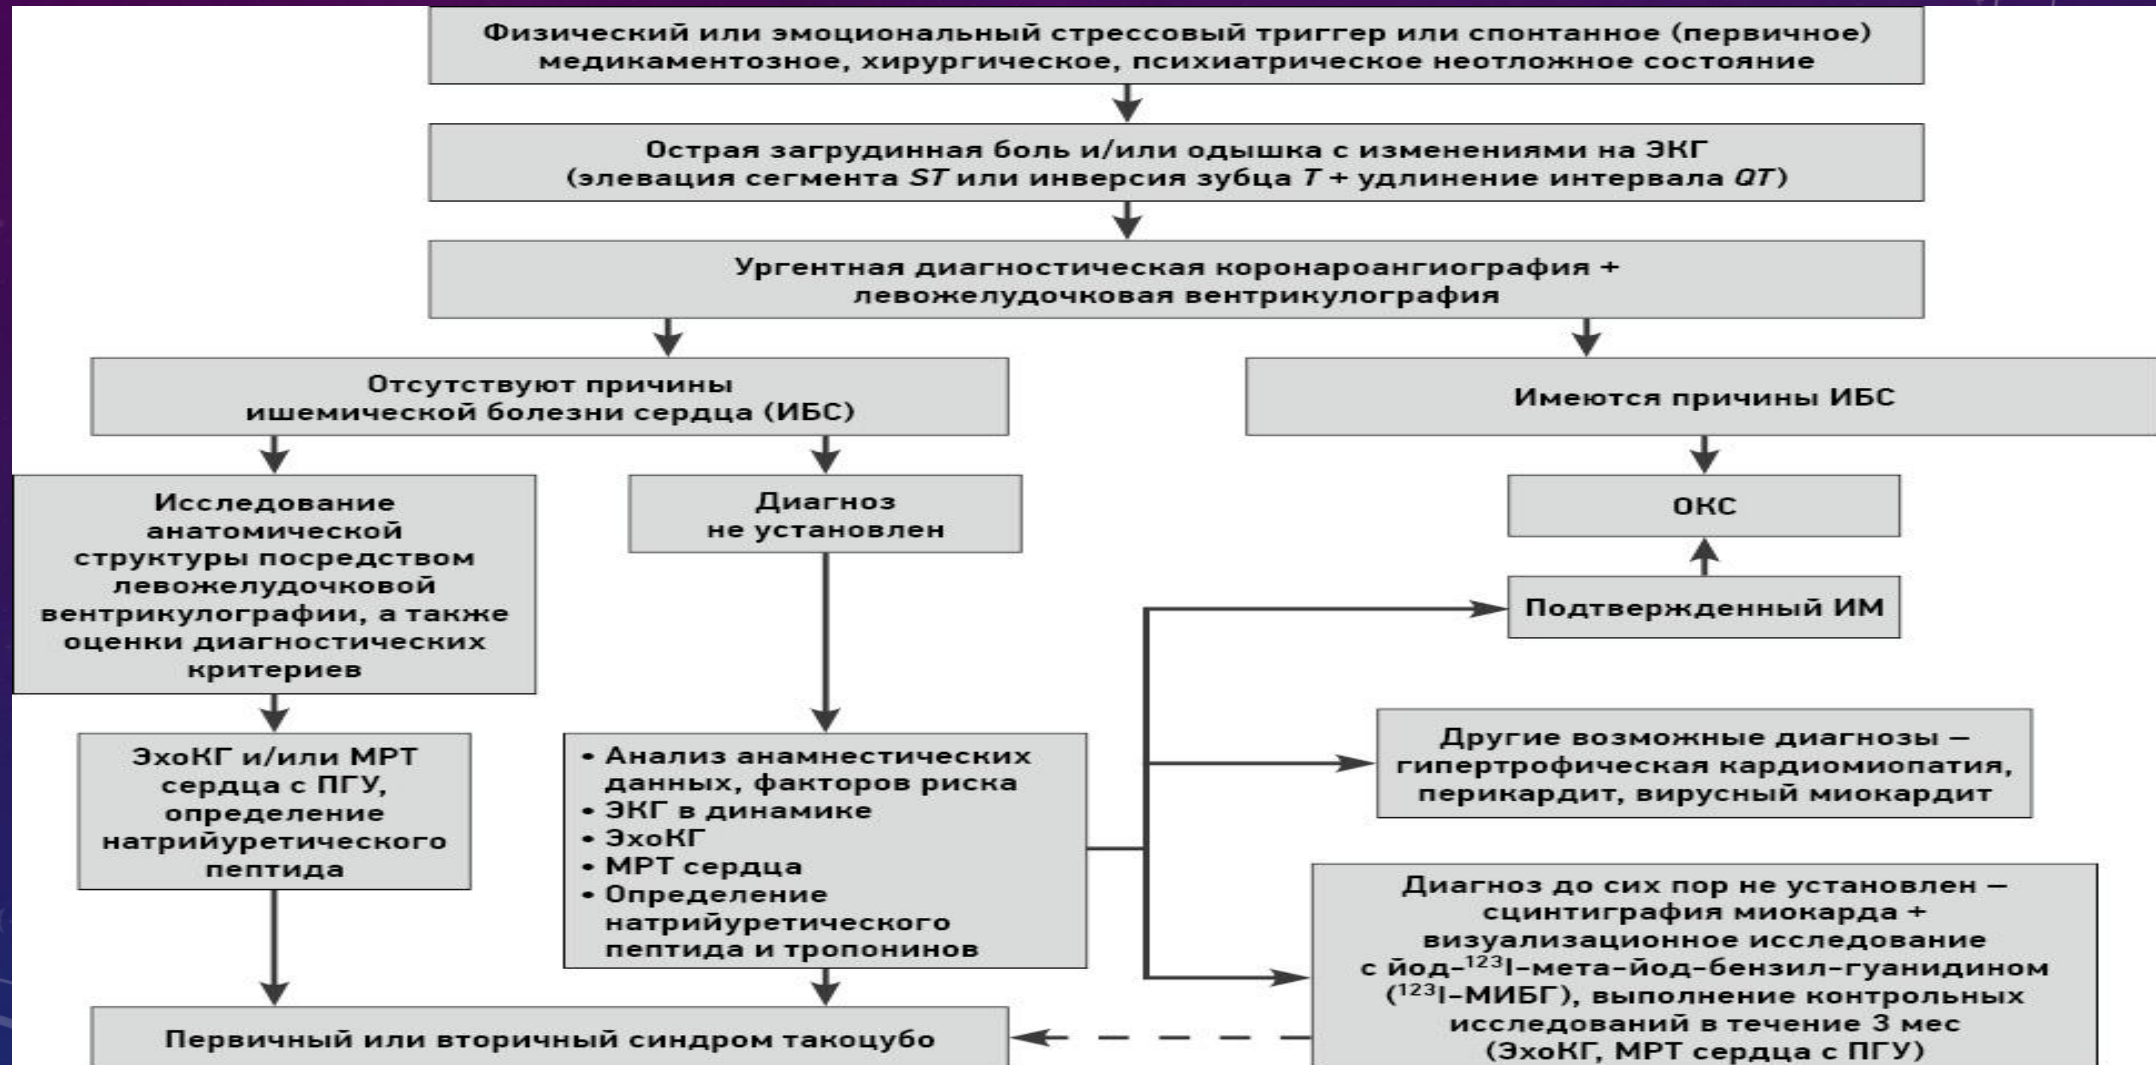 Физический или эмоциональный стрессовый триггер или спонтанное (первичное)
медикаментозное, хирургическое, психиатрическое неотложное состояние
Острая загрудинная боль и/или одышка с изменениями на ЭКГ
(элевация сегмента ST или инверсия зубца T + удлинение интервала QT)
Ургентная диагностическая коронароангиография +
левожелудочковая вентрикулография
Отсутствуют причины
ишемической болезни сердца (ИБС)
Имеются причины ИБС
Исследование
анатомической
структуры посредством
левожелудочковой
вентрикулографии, а также
оценки диагностических
критериев
Диагноз
не установлен
ОКС
Подтвержденный ИМ
ЭхоКГ и/или МРТ
сердца с ПГУ,
определение
натрийуретического
пептида
• Анализ анамнестических
данных, факторов риска
• ЭКГ в динамике
• ЭхоКГ
• МРТ сердца
• Определение
натрийуретического
пептида и тропонинов
Другие возможные диагнозы —
гипертрофическая кардиомиопатия,
перикардит, вирусный миокардит
Диагноз до сих пор не установлен —
сцинтиграфия миокарда +
визуализационное исследование
с йод-¹²³I-мета-йод-бензил-гуанидином
(¹²³I-МИБГ), выполнение контрольных
исследований в течение 3 мес
(ЭхоКГ, МРТ сердца с ПГУ)
Первичный или вторичный синдром такоцубо